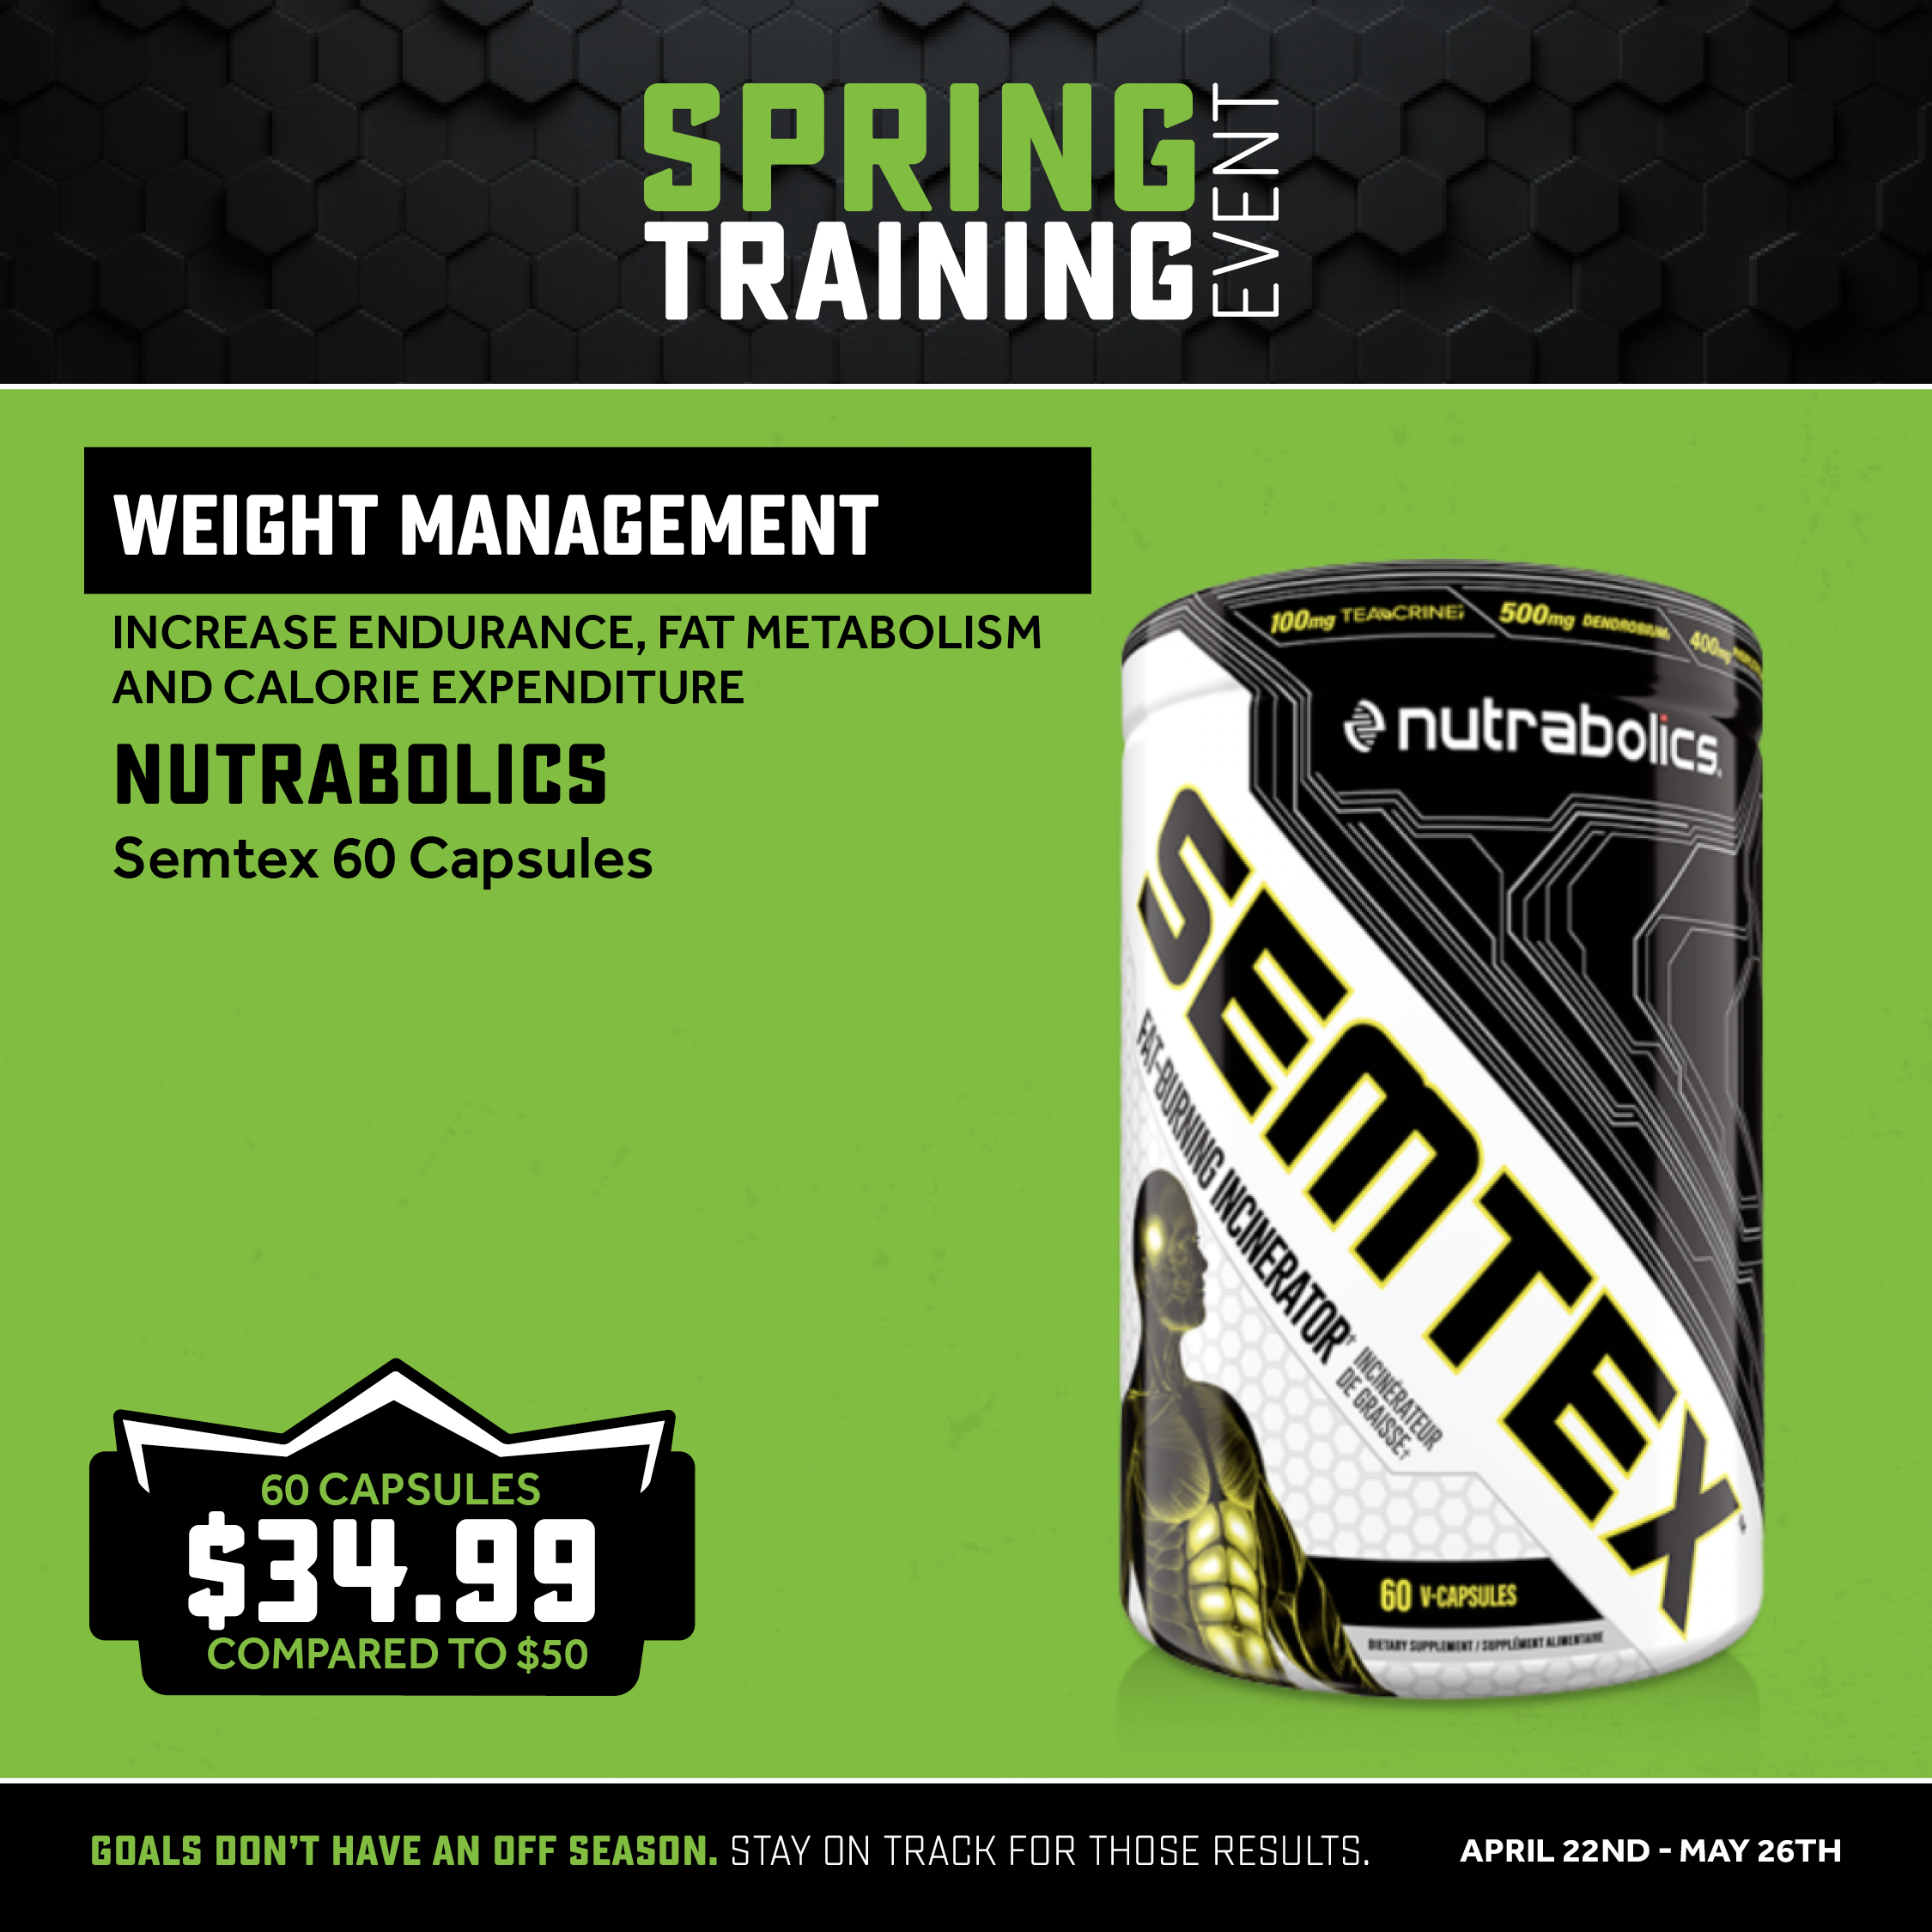 SPRING
TRAINING
EVENT
WEIGHT MANAGEMENT
INCREASE ENDURANCE, FAT METABOLISM
AND CALORIE EXPENDITURE
NUTRABOLICS
Semtex 60 Capsules
100mg TEACRINE® 500mg DENDROBIUM 400mg
nutrabolics
SEMTEX
FAT-BURNING INCINERATOR†
INCINÉRATEUR
DE GRAISSE†
60 V-CAPSULES
DIETARY SUPPLEMENT / SUPPLÉMENT ALIMENTAIRE
60 CAPSULES
$34.99
COMPARED TO $50
GOALS DON'T HAVE AN OFF SEASON. STAY ON TRACK FOR THOSE RESULTS.
APRIL 22ND - MAY 26TH